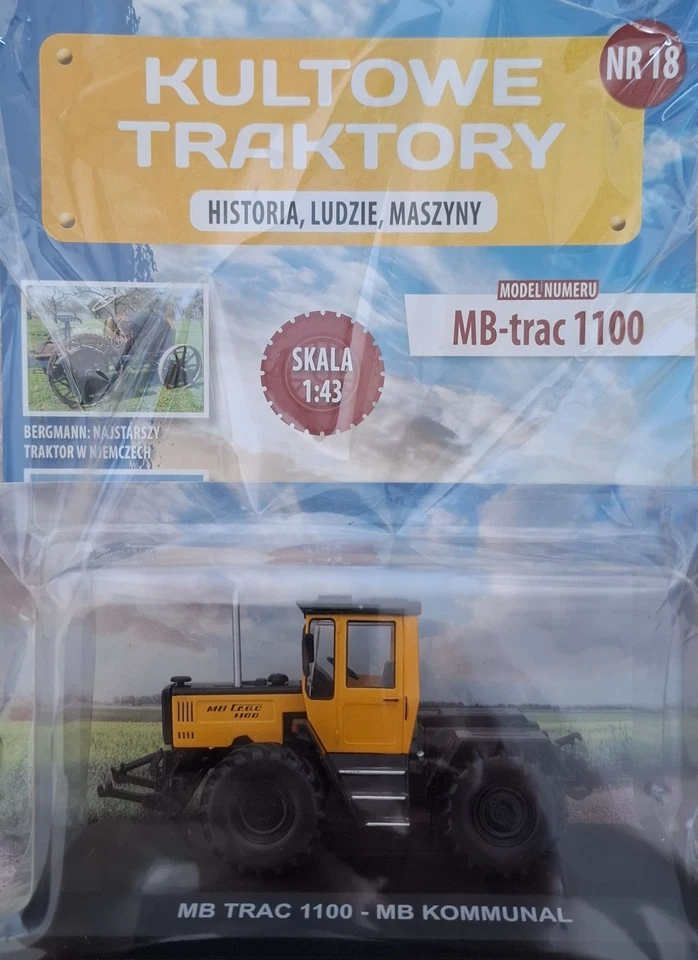 KULTOWE
TRAKTORY
NR 18
HISTORIA, LUDZIE, MASZYNY
MODEL NUMERU
MB-trac 1100
SKALA
1:43
BERGMANN: NAJSTARSZY
TRAKTOR W NIEMCZECH
MB trac
1100
MB TRAC 1100 - MB KOMMUNAL